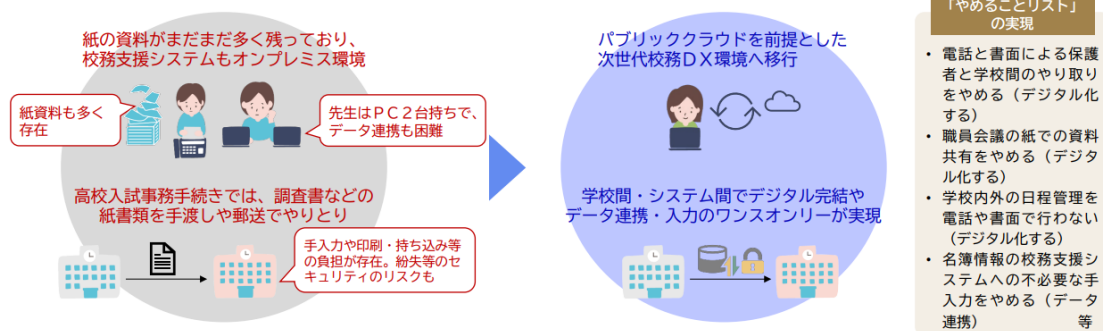 紙の資料がまだまだ多く残っており、
校務支援システムもオンプレミス環境
紙資料も多く
存在
先生はPC2台持ちで、
データ連携も困難
高校入試事務手続きでは、調査書などの
紙書類を手渡しや郵送でやりとり
手入力や印刷・持ち込み等
の負担が存在。紛失等のセ
キュリティのリスクも
パブリッククラウドを前提とした
次世代校務DX環境へ移行
学校間・システム間でデジタル完結や
データ連携・入力のワンスオンリーが実現
「やめることリスト」
の実現
• 電話と書面による保護
者と学校間のやり取り
をやめる（デジタル化
する）
• 職員会議の紙での資料
共有をやめる（デジタ
ル化する）
• 学校内外の日程管理を
電話や書面で行わない
（デジタル化する）
• 名簿情報の校務支援シ
ステムへの不必要な手
入力をやめる（データ
連携） 等